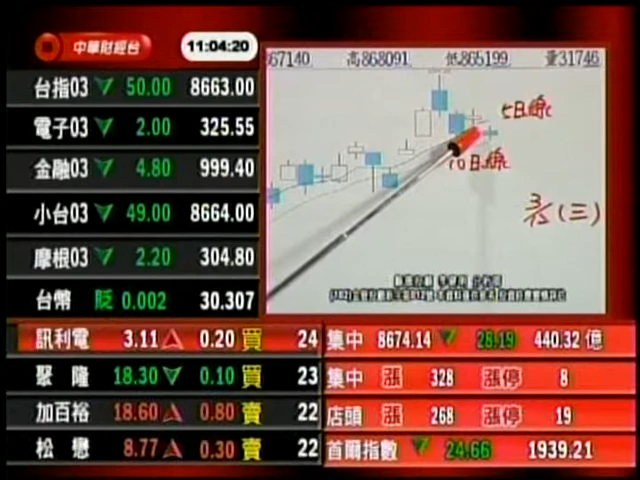 中華財經台
11:04:20
台指03 50.00 8663.00
電子03 2.00 325.55
金融03 4.80 999.40
小台03 49.00 8664.00
摩根03 2.20 304.80
台幣 貶 0.002 30.307
367140 高868091 低865199 量31746
七日線
10日線
3/12(三)
訊利電 3.11 0.20 買 24
聚隆 18.30 0.10 買 23
加百裕 18.60 0.80 賣 22
松懋 8.77 0.30 賣 22
集中 8674.14 28.19 440.32 億
集中 漲 328 漲停 8
店頭 漲 268 漲停 19
首爾指數 24.66 1939.21